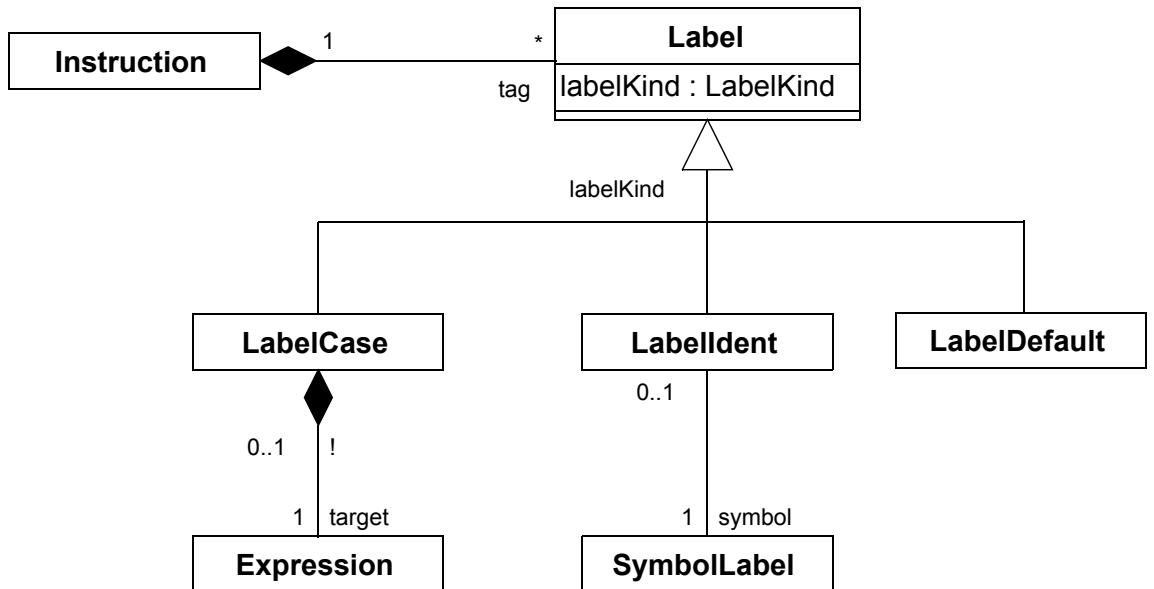 Instruction
1
*
tag
Label
labelKind : LabelKind
labelKind
LabelCase
LabelIdent
LabelDefault
0..1
!
0..1
1
target
1
symbol
Expression
SymbolLabel